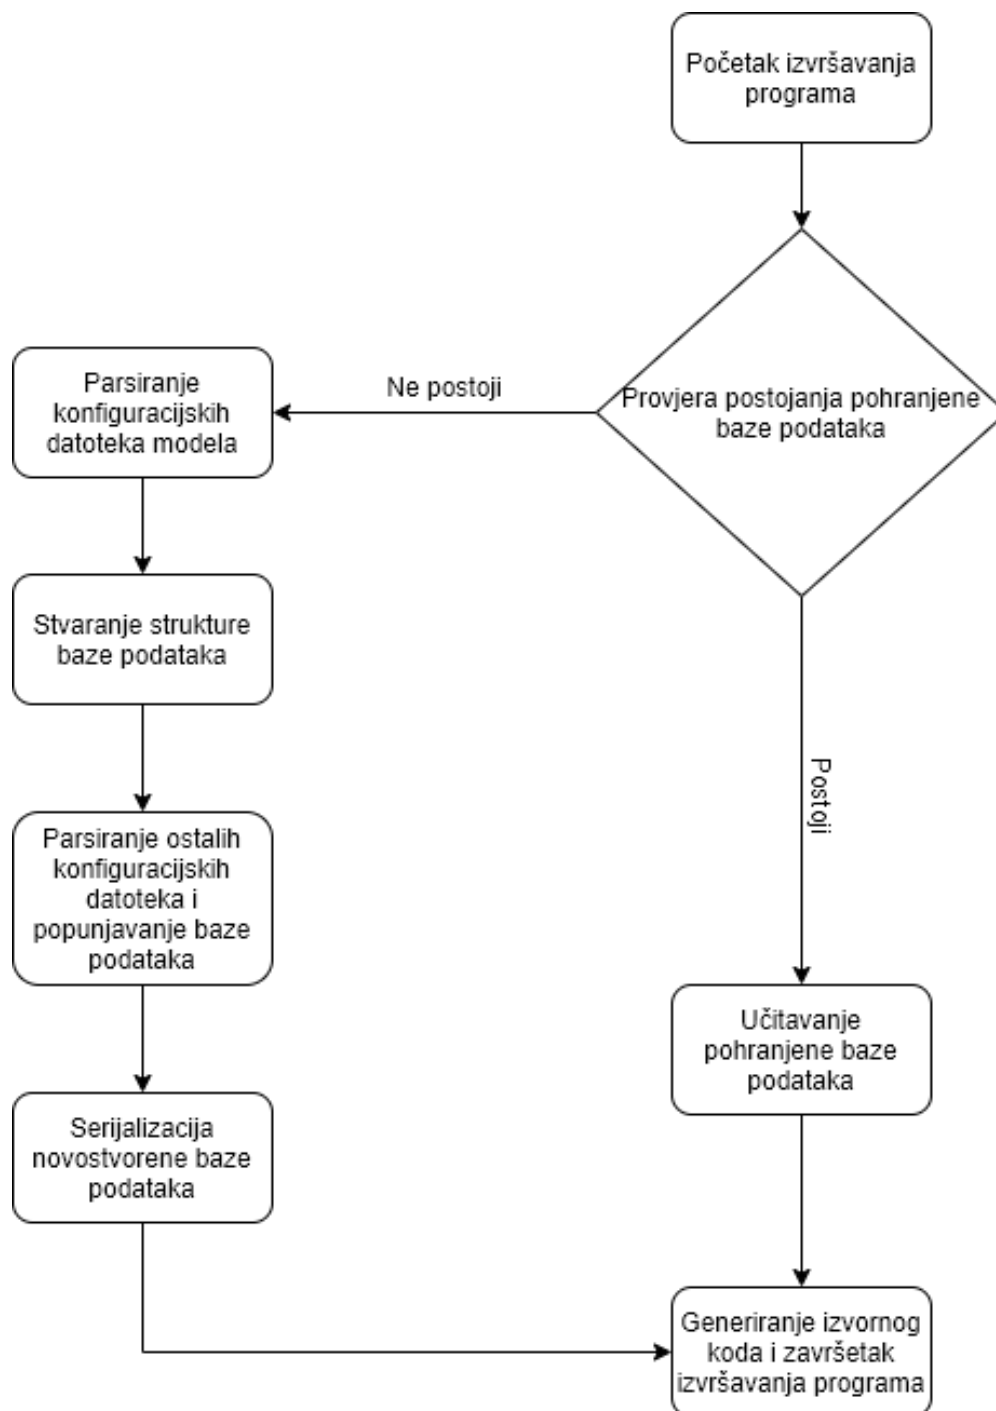 Početak izvršavanja
programa
Provjera postojanja pohranjene
baze podataka
Ne postoji
Parsiranje
konfiguracijskih
datoteka modela
Stvaranje strukture
baze podataka
Parsiranje ostalih
konfiguracijskih
datoteka i
popunjavanje baze
podataka
Serijalizacija
novostvorene baze
podataka
Postoji
Učitavanje
pohranjene baze
podataka
Generiranje izvornog
koda i završetak
izvršavanja programa